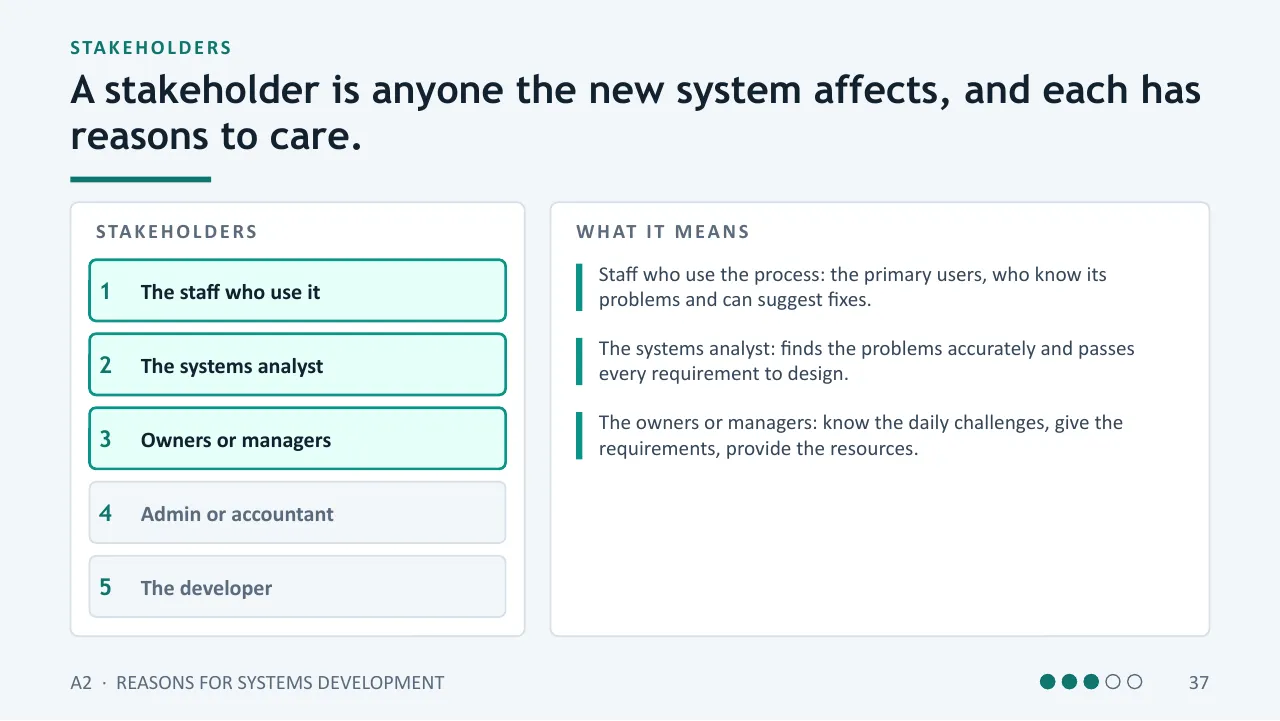 STAKEHOLDERS
A stakeholder is anyone the new system affects, and each has
reasons to care.
STAKEHOLDERS
1 The staff who use it
2 The systems analyst
3 Owners or managers
4 Admin or accountant
5 The developer
WHAT IT MEANS
Staff who use the process: the primary users, who know its
problems and can suggest fixes.
The systems analyst: finds the problems accurately and passes
every requirement to design.
The owners or managers: know the daily challenges, give the
requirements, provide the resources.
A2 · REASONS FOR SYSTEMS DEVELOPMENT
37